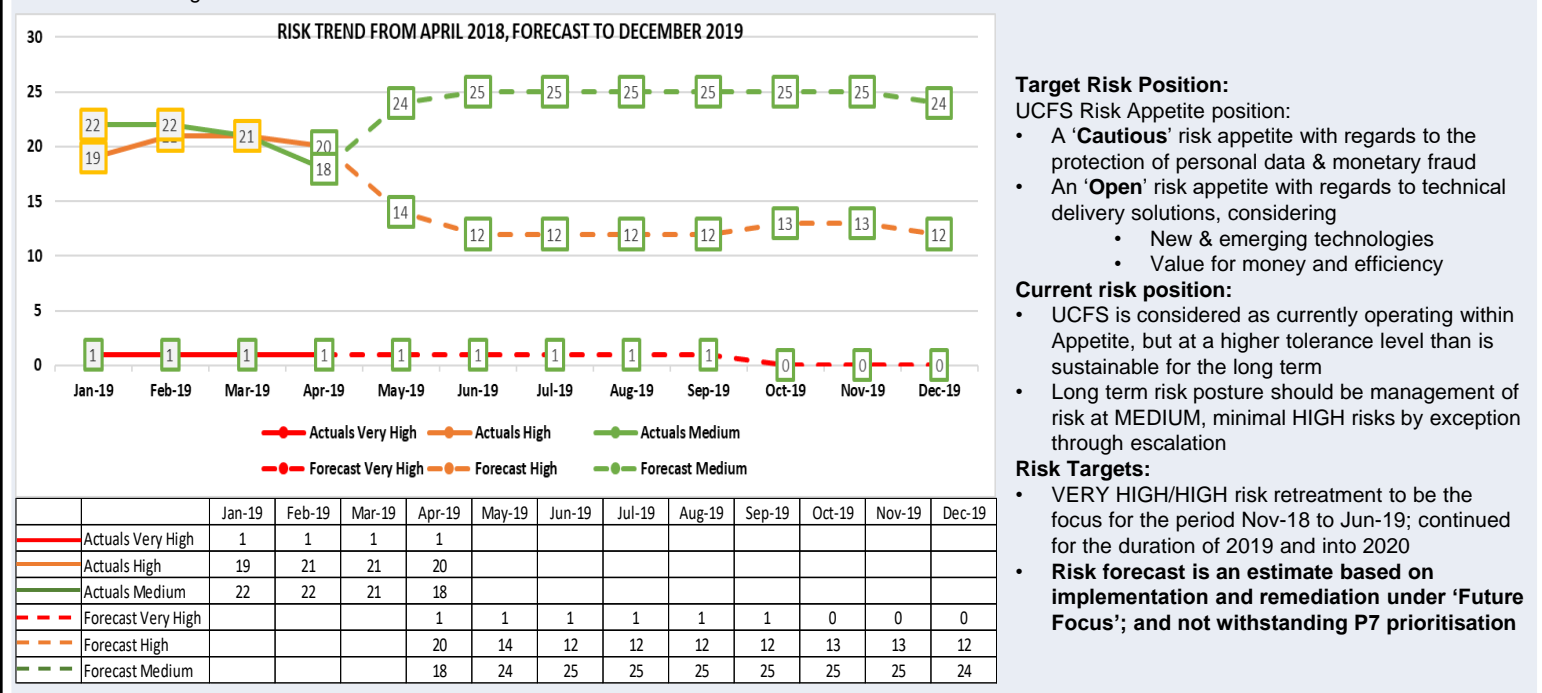 RISK TREND FROM APRIL 2018, FORECAST TO DECEMBER 2019
30
25
20
15
10
5
0
22 22 21 20 18 24 25 25 25 25 25 25 24
19 21 14 12 12 12 12 13 13 12
1 1 1 1 1 1 1 1 1 0 0 0
Jan-19 Feb-19 Mar-19 Apr-19 May-19 Jun-19 Jul-19 Aug-19 Sep-19 Oct-19 Nov-19 Dec-19
Actuals Very High Actuals High Actuals Medium
Forecast Very High Forecast High Forecast Medium
Jan-19 Feb-19 Mar-19 Apr-19 May-19 Jun-19 Jul-19 Aug-19 Sep-19 Oct-19 Nov-19 Dec-19
Actuals Very High 1 1 1 1
Actuals High 19 21 21 20
Actuals Medium 22 22 21 18
Forecast Very High 1 1 1 1 1 1 0 0 0
Forecast High 20 14 12 12 12 12 13 13 12
Forecast Medium 18 24 25 25 25 25 25 25 24
Target Risk Position:
UCFS Risk Appetite position:
• A ‘Cautious’ risk appetite with regards to the
protection of personal data & monetary fraud
• An ‘Open’ risk appetite with regards to technical
delivery solutions, considering
• New & emerging technologies
• Value for money and efficiency
Current risk position:
• UCFS is considered as currently operating within
Appetite, but at a higher tolerance level than is
sustainable for the long term
• Long term risk posture should be management of
risk at MEDIUM, minimal HIGH risks by exception
through escalation
Risk Targets:
• VERY HIGH/HIGH risk retreatment to be the
focus for the period Nov-18 to Jun-19; continued
for the duration of 2019 and into 2020
• Risk forecast is an estimate based on
implementation and remediation under ‘Future
Focus’; and not withstanding P7 prioritisation